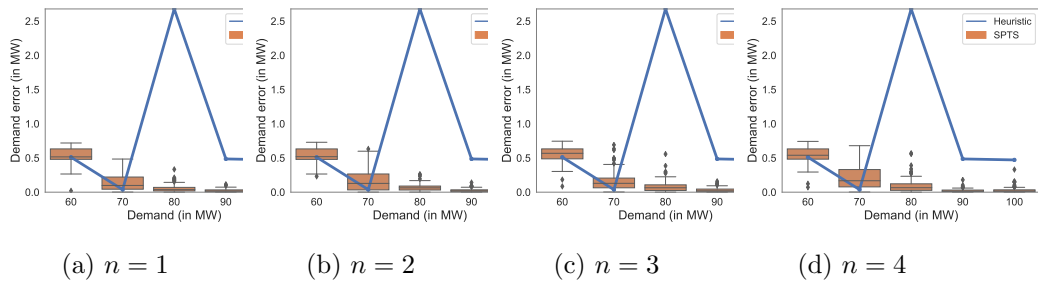 2.5
2.0
1.5
1.0
0.5
0.0
Demand error (in MW)
60 70 80 90
Demand (in MW)
2.5
2.0
1.5
1.0
0.5
0.0
Demand error (in MW)
60 70 80 90
Demand (in MW)
2.5
2.0
1.5
1.0
0.5
0.0
Demand error (in MW)
60 70 80 90
Demand (in MW)
2.5
2.0
1.5
1.0
0.5
0.0
Demand error (in MW)
60 70 80 90 100
Demand (in MW)
Heuristic
SPTS
(a) n = 1
(b) n = 2
(c) n = 3
(d) n = 4